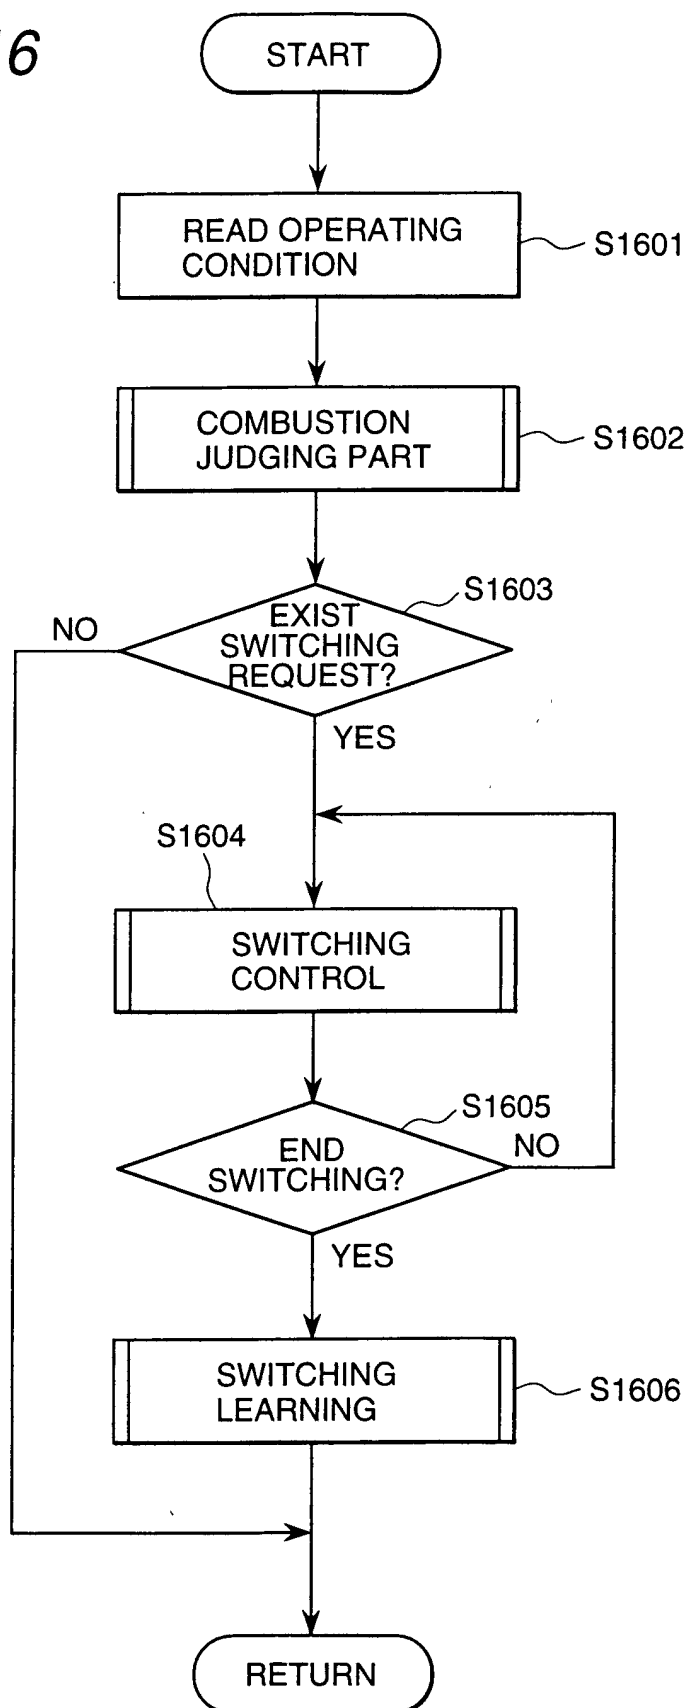 16
START
READ OPERATING
CONDITION
S1601
COMBUSTION
JUDGING PART
S1602
S1603
EXIST
SWITCHING
REQUEST?
NO
YES
S1604
SWITCHING
CONTROL
S1605
END
SWITCHING?
NO
YES
SWITCHING
LEARNING
S1606
RETURN